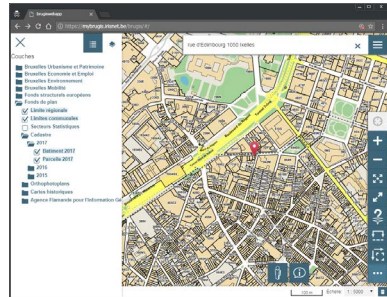 brugiswebapp
https://mybrugis.irisnet.be/brugis/#/
rue d'Edimbourg 1050 Ixelles
Couches
Bruxelles Urbanisme et Patrimoine
Bruxelles Economie et Emploi
Bruxelles Environnement
Bruxelles Mobilité
Fonds structurels européens
Fonds de plan
Limite régionale
Limites communales
Secteurs Statistiques
Cadastre
2017
Batiment 2017
Parcelle 2017
2016
2015
Orthophotoplans
Cartes historiques
Agence Flamande pour l'Information Gé
100 m
Echelle 1 : 5000